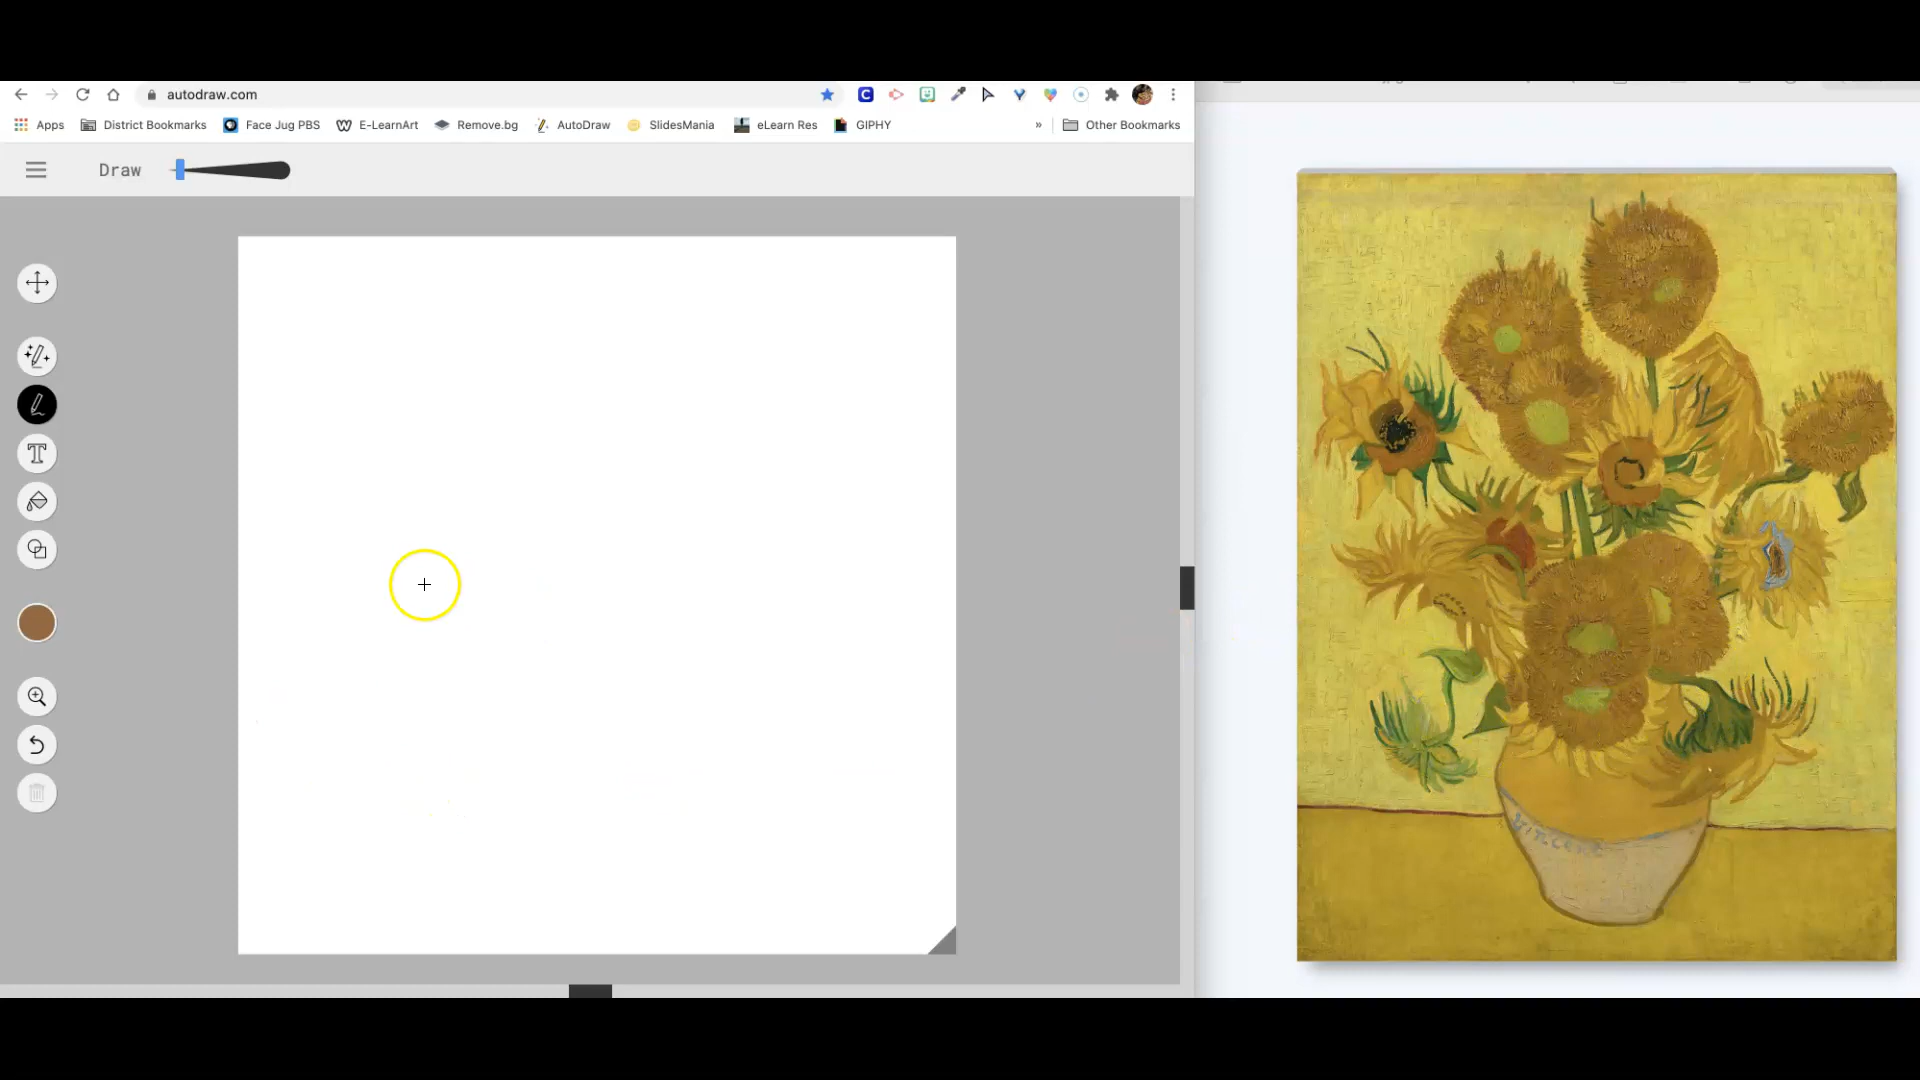 autodraw.com
Apps District Bookmarks Face Jug PBS E-LearnArt Remove.bg AutoDraw SlidesMania eLearn Res GIPHY » Other Bookmarks
Draw
Vincent